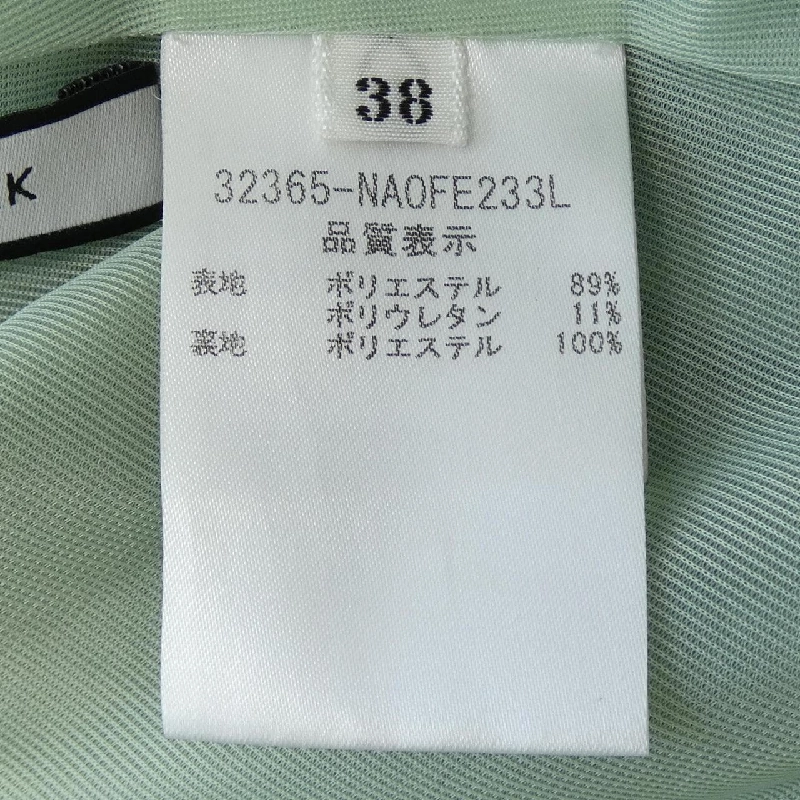 38
K
32365-NAOFE233L
品質表示
表地 ポリエステル 89%
ポリウレタン 11%
裏地 ポリエステル 100%